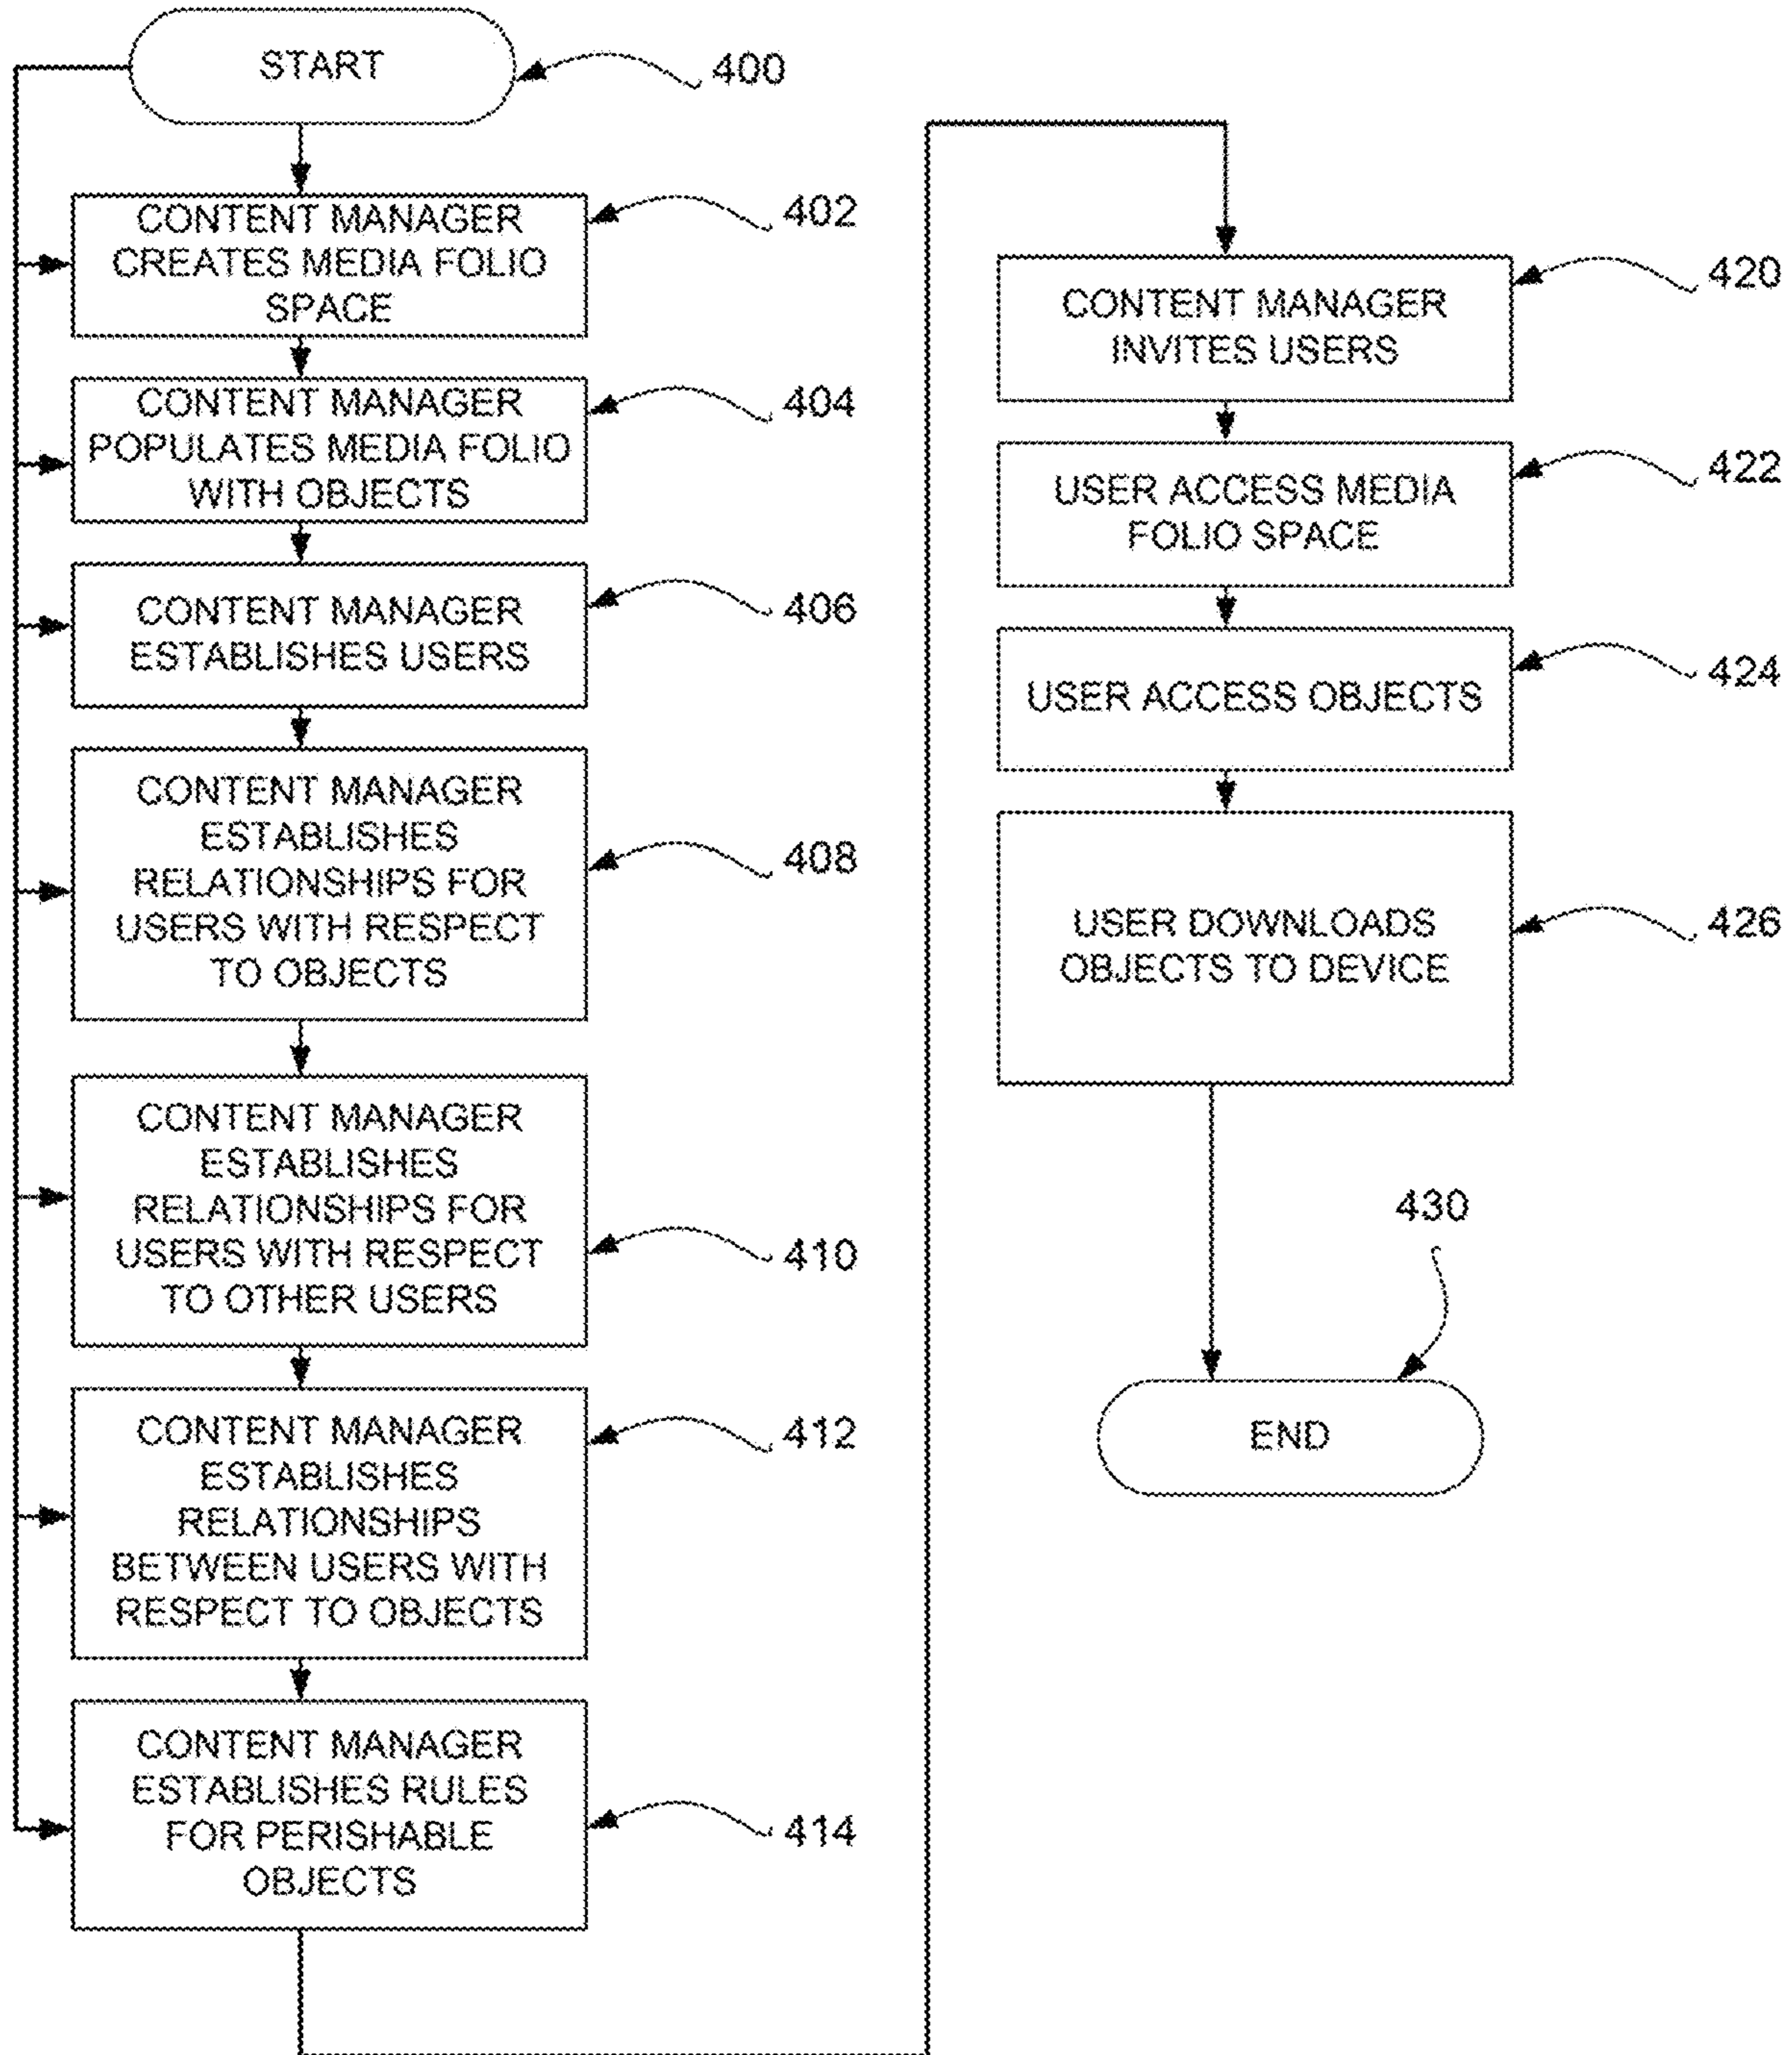 START
400
CONTENT MANAGER
CREATES MEDIA FOLIO
SPACE
402
CONTENT MANAGER
POPULATES MEDIA FOLIO
WITH OBJECTS
404
CONTENT MANAGER
ESTABLISHES USERS
406
CONTENT MANAGER
ESTABLISHES
RELATIONSHIPS FOR
USERS WITH RESPECT
TO OBJECTS
408
CONTENT MANAGER
ESTABLISHES
RELATIONSHIPS FOR
USERS WITH RESPECT
TO OTHER USERS
410
CONTENT MANAGER
ESTABLISHES
RELATIONSHIPS
BETWEEN USERS WITH
RESPECT TO OBJECTS
412
CONTENT MANAGER
ESTABLISHES RULES
FOR PERISHABLE
OBJECTS
414
CONTENT MANAGER
INVITES USERS
420
USER ACCESS MEDIA
FOLIO SPACE
422
USER ACCESS OBJECTS
424
USER DOWNLOADS
OBJECTS TO DEVICE
426
430
END